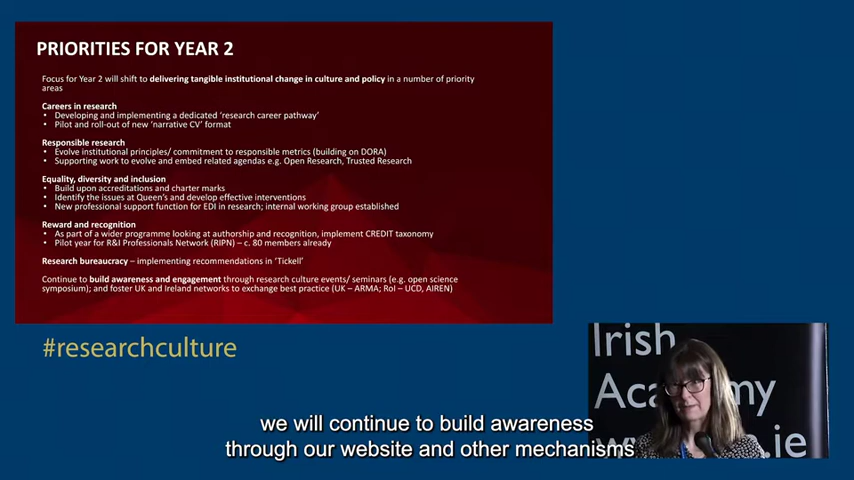 PRIORITIES FOR YEAR 2
Focus for Year 2 will shift to delivering tangible institutional change in culture and policy in a number of priority
areas
Careers in research
• Developing and implementing a dedicated ‘research career pathway’
• Pilot and roll-out of new ‘narrative CV’ format
Responsible research
• Evolve institutional principles/ commitment to responsible metrics (building on DORA)
• Supporting work to evolve and embed related agendas e.g. Open Research, Trusted Research
Equality, diversity and inclusion
• Build upon accreditations and charter marks
• Identify the issues at Queen’s and develop effective interventions
• New professional support function for EDI in research; internal working group established
Reward and recognition
• As part of a wider programme looking at authorship and recognition, implement CREDIT taxonomy
• Pilot year for R&I Professionals Network (RIPN) – c. 80 members already
Research bureaucracy – implementing recommendations in ‘Tickell’
Continue to build awareness and engagement through research culture events/ seminars (e.g. open science
symposium); and foster UK and Ireland networks to exchange best practice (UK – ARMA; RoI – UCD, AIREN)
#researchculture
Irish
Aca my
w .ie
we will continue to build awareness
through our website and other mechanisms